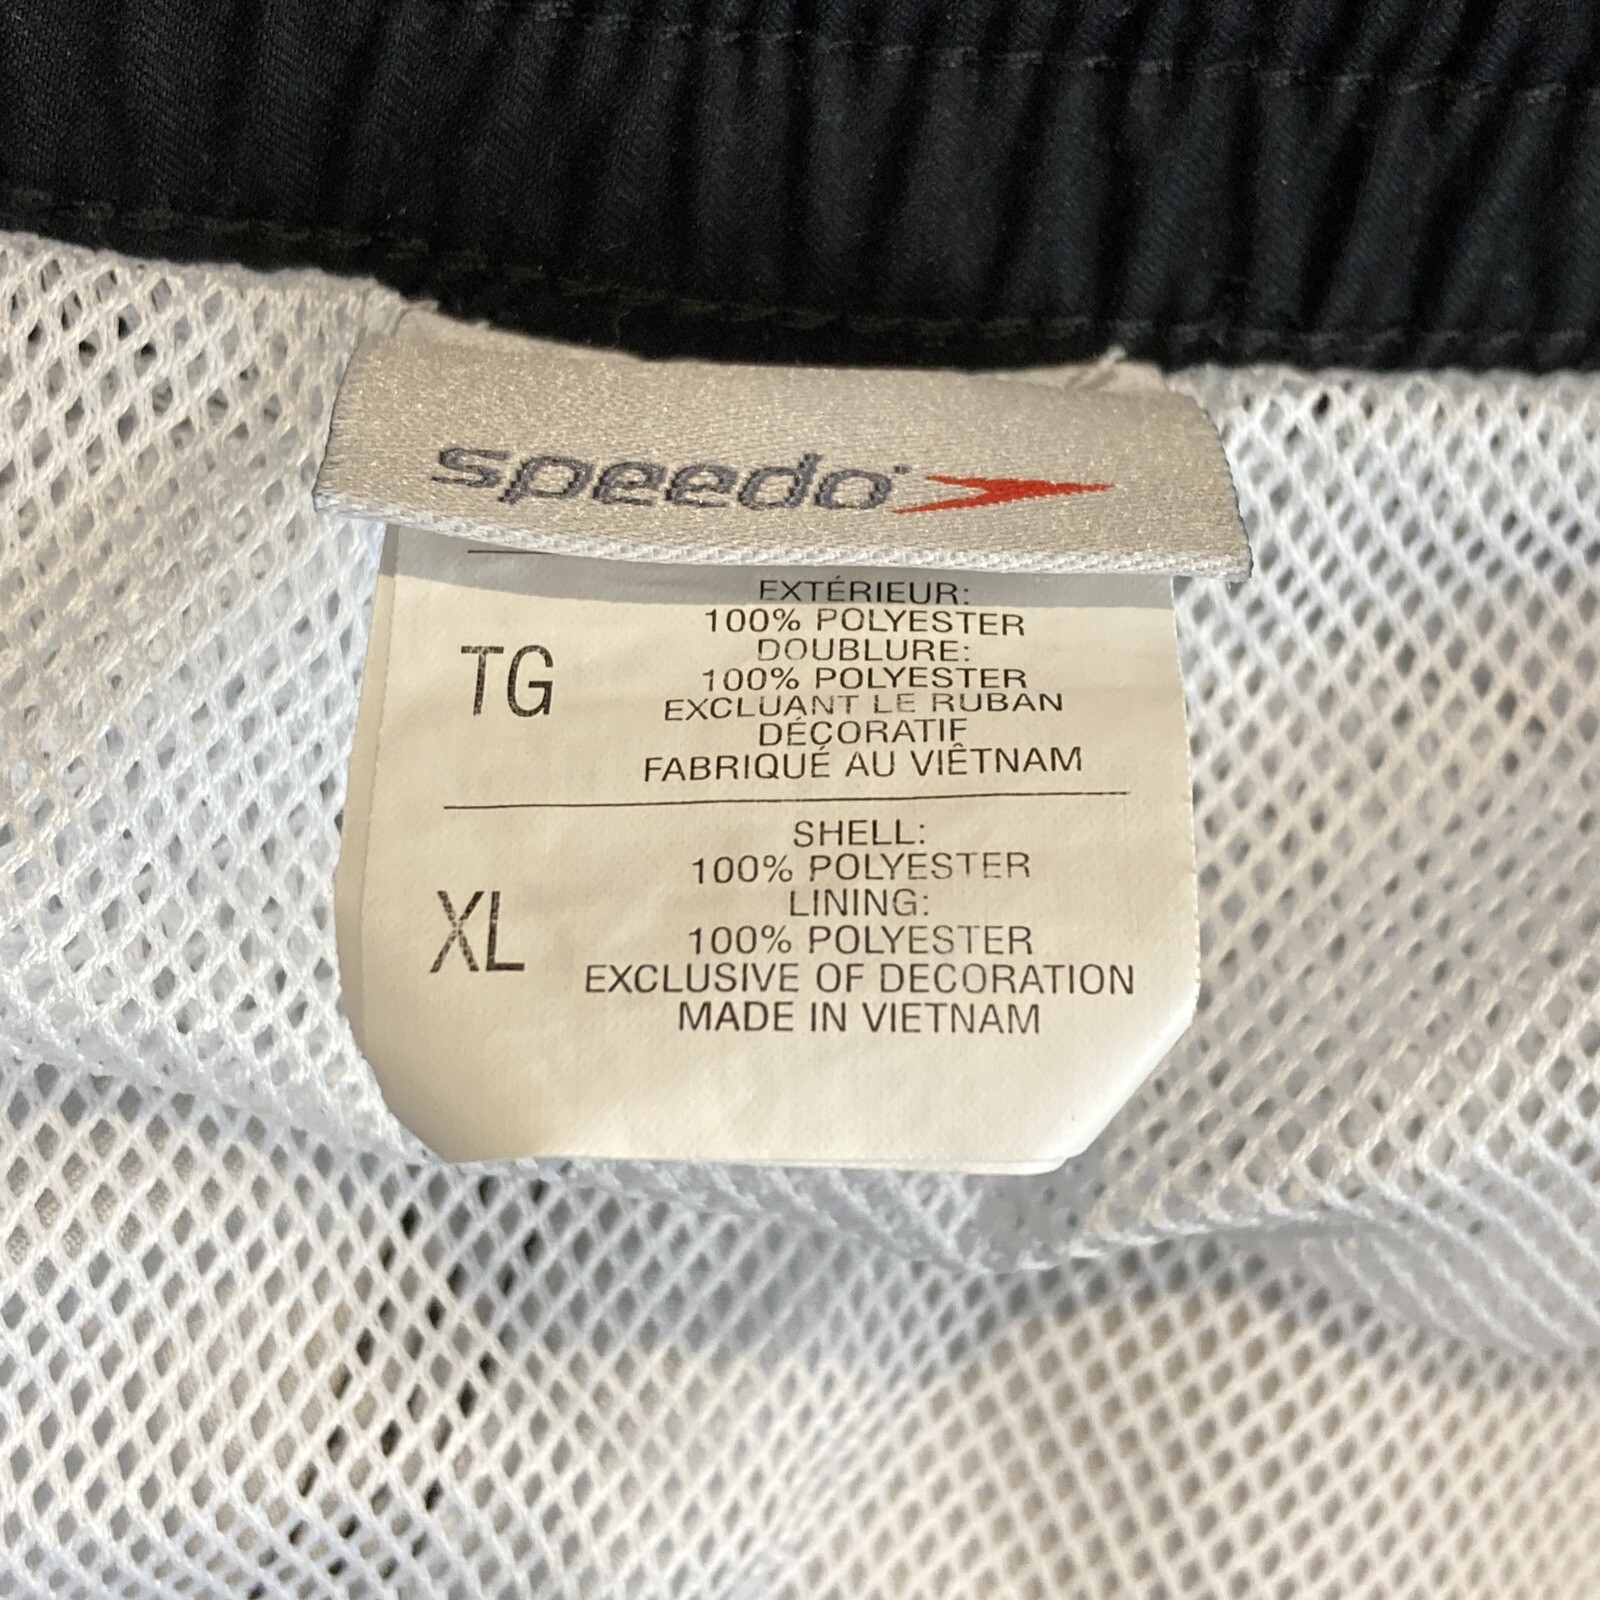 speedo
EXTÉRIEUR:
100% POLYESTER
DOUBLURE:
TG
100% POLYESTER
EXCLUANT LE RUBAN
DÉCORATIF
FABRIQUÉ AU VIÊTNAM
SHELL:
100% POLYESTER
LINING:
XL
100% POLYESTER
EXCLUSIVE OF DECORATION
MADE IN VIETNAM